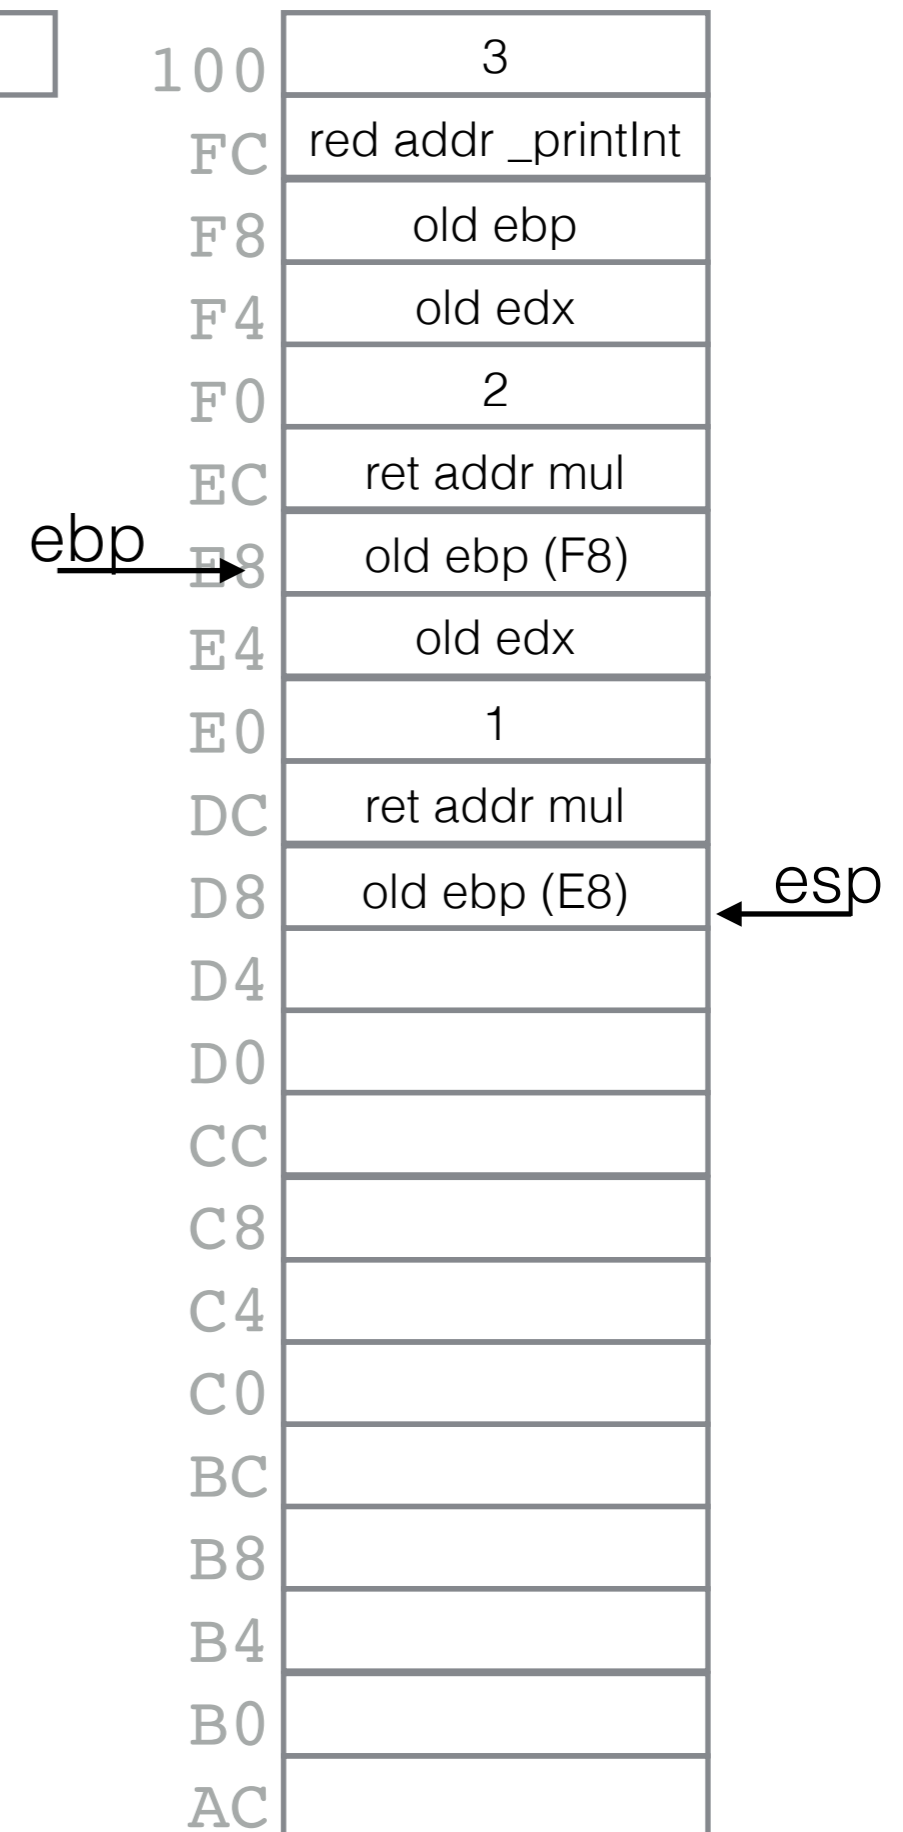 100 3
FC red addr _printInt
F8 old ebp
F4 old edx
F0 2
EC ret addr mul
ebp E8 old ebp (F8)
E4 old edx
E0 1
DC ret addr mul
D8 old ebp (E8) esp
D4
D0
CC
C8
C4
C0
BC
B8
B4
B0
AC